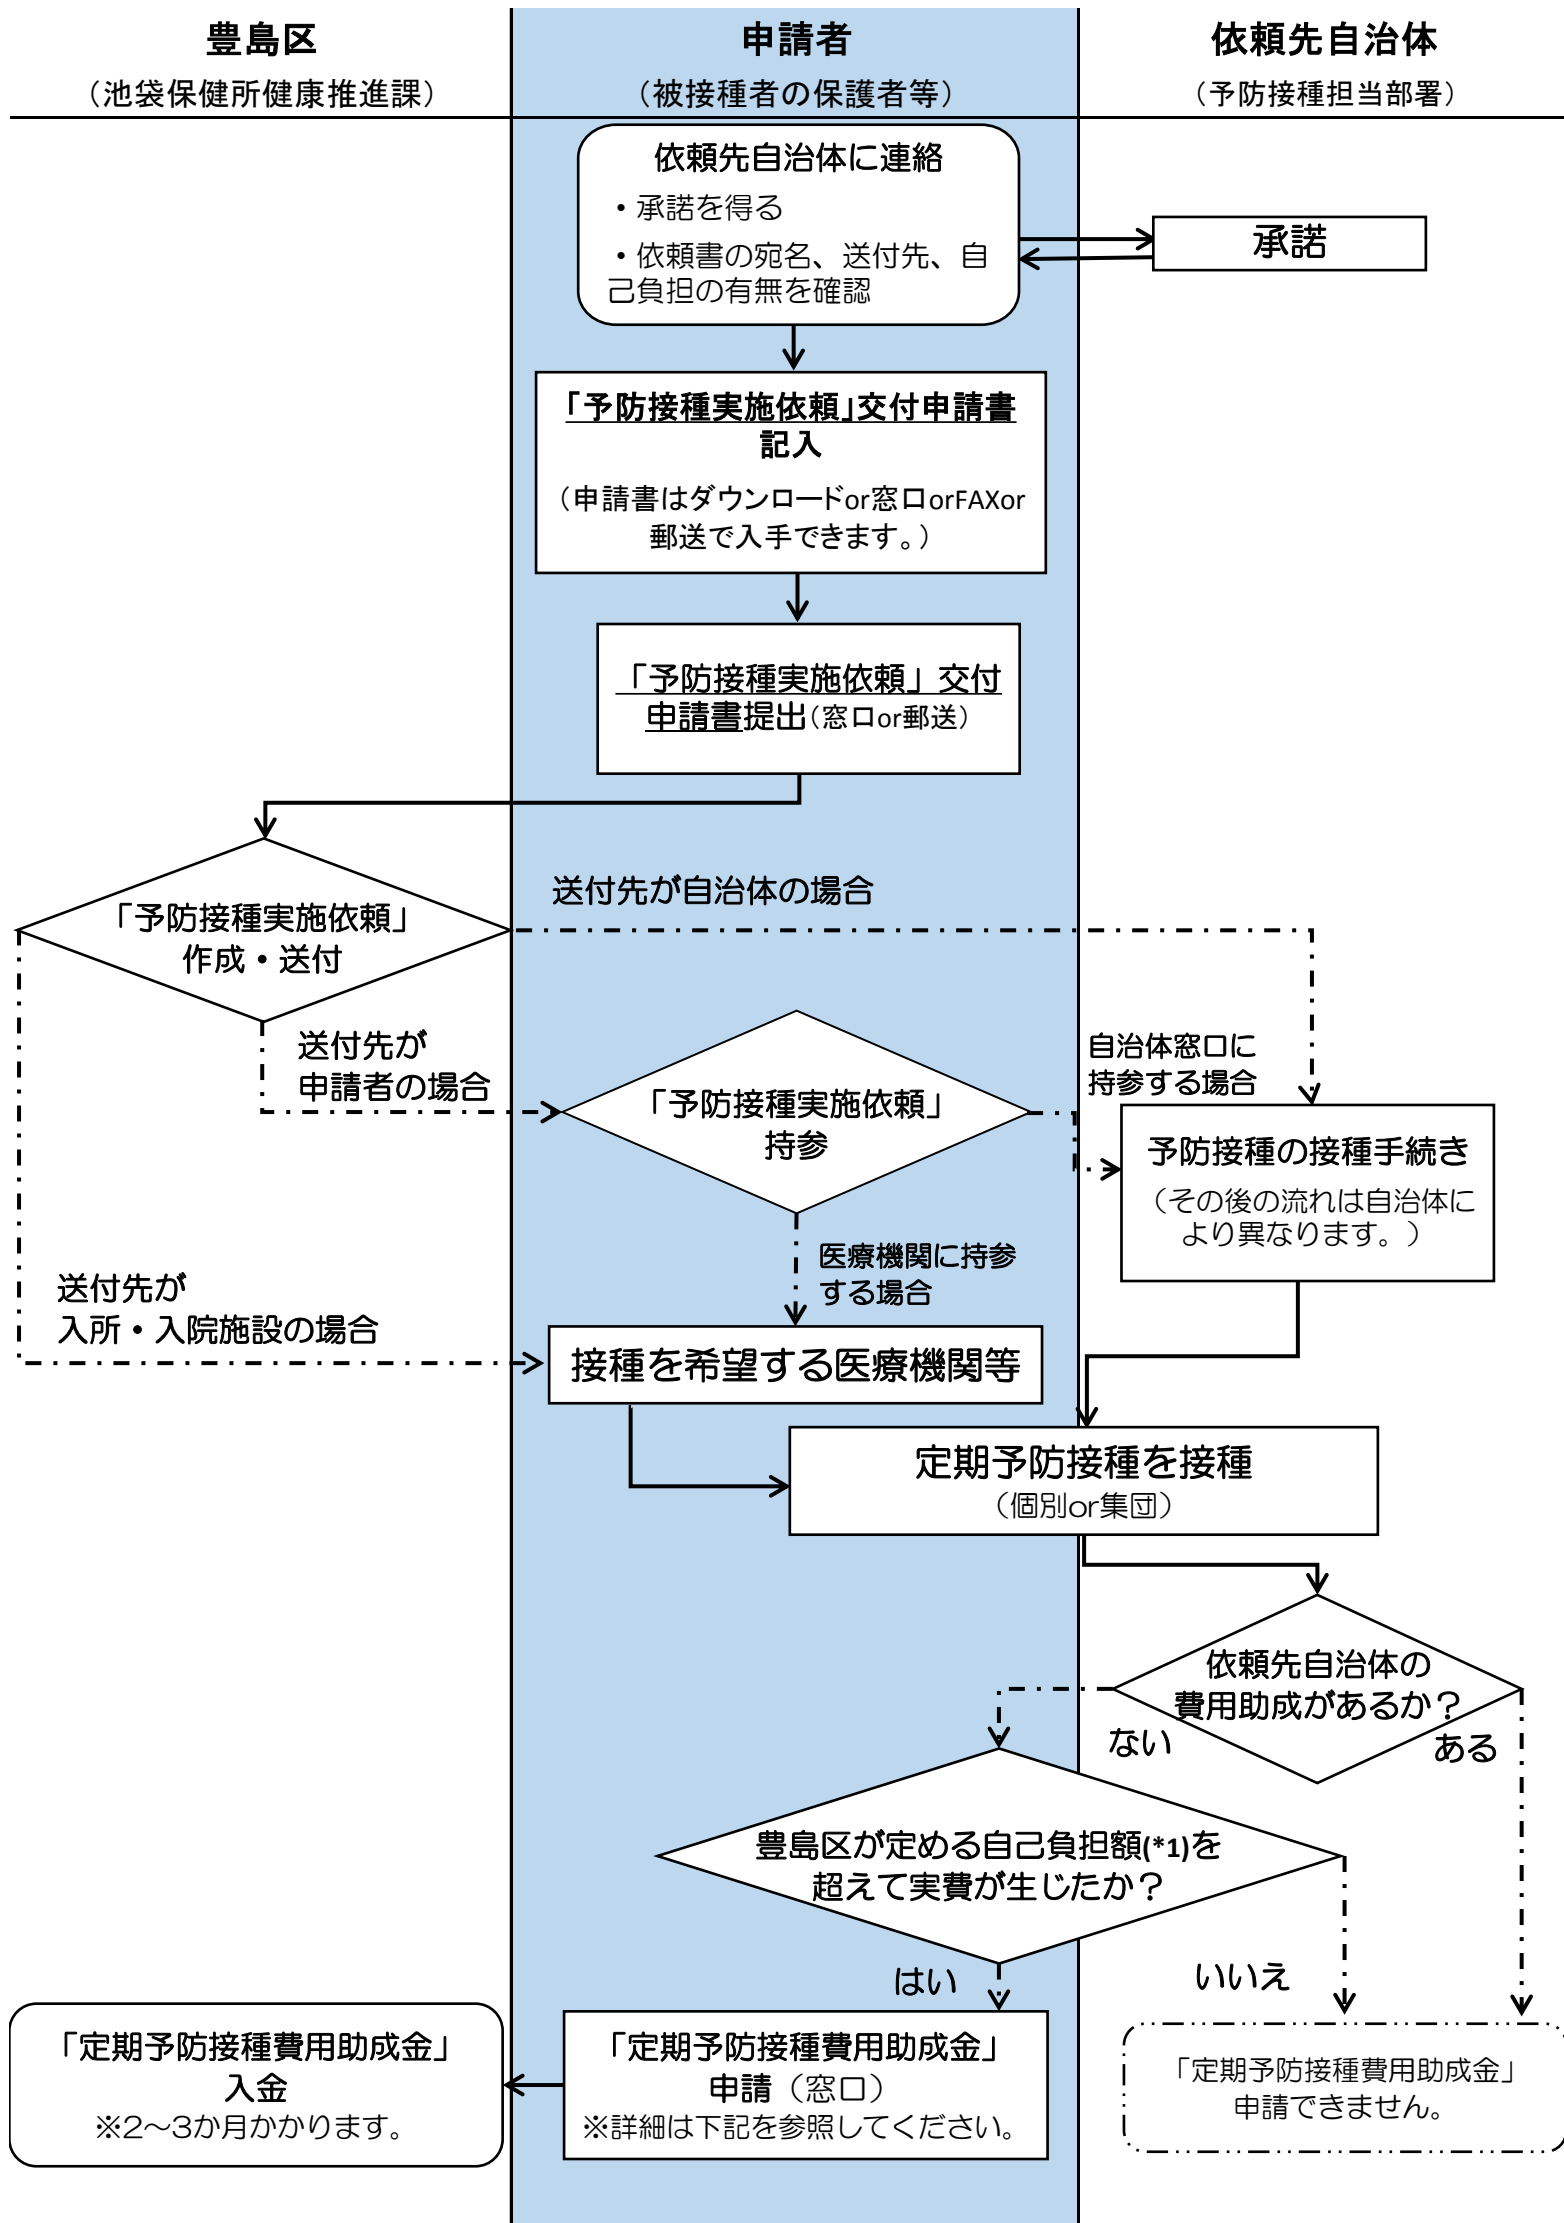 豊島区
(池袋保健所健康推進課)
申請者
(被接種者の保護者等)
依頼先自治体
(予防接種担当部署)
依頼先自治体に連絡
・承諾を得る
・依頼書の宛名、送付先、自
己負担の有無を確認
承諾
「予防接種実施依頼」交付申請書
記入
(申請書はダウンロードor窓口orFAXor
郵送で入手できます。)
「予防接種実施依頼」交付
申請書提出(窓口or郵送)
「予防接種実施依頼」
作成・送付
送付先が自治体の場合
送付先が
申請者の場合
「予防接種実施依頼」
持参
自治体窓口に
持参する場合
予防接種の接種手続き
(その後の流れは自治体に
より異なります。)
医療機関に持参
する場合
送付先が
入所・入院施設の場合
接種を希望する医療機関等
定期予防接種を接種
(個別or集団)
依頼先自治体の
費用助成があるか?
ない
ある
豊島区が定める自己負担額(*1)を
超えて実費が生じたか?
はい
いいえ
「定期予防接種費用助成金」
入金
※2～3か月かかります。
「定期予防接種費用助成金」
申請(窓口)
※詳細は下記を参照してください。
「定期予防接種費用助成金」
申請できません。